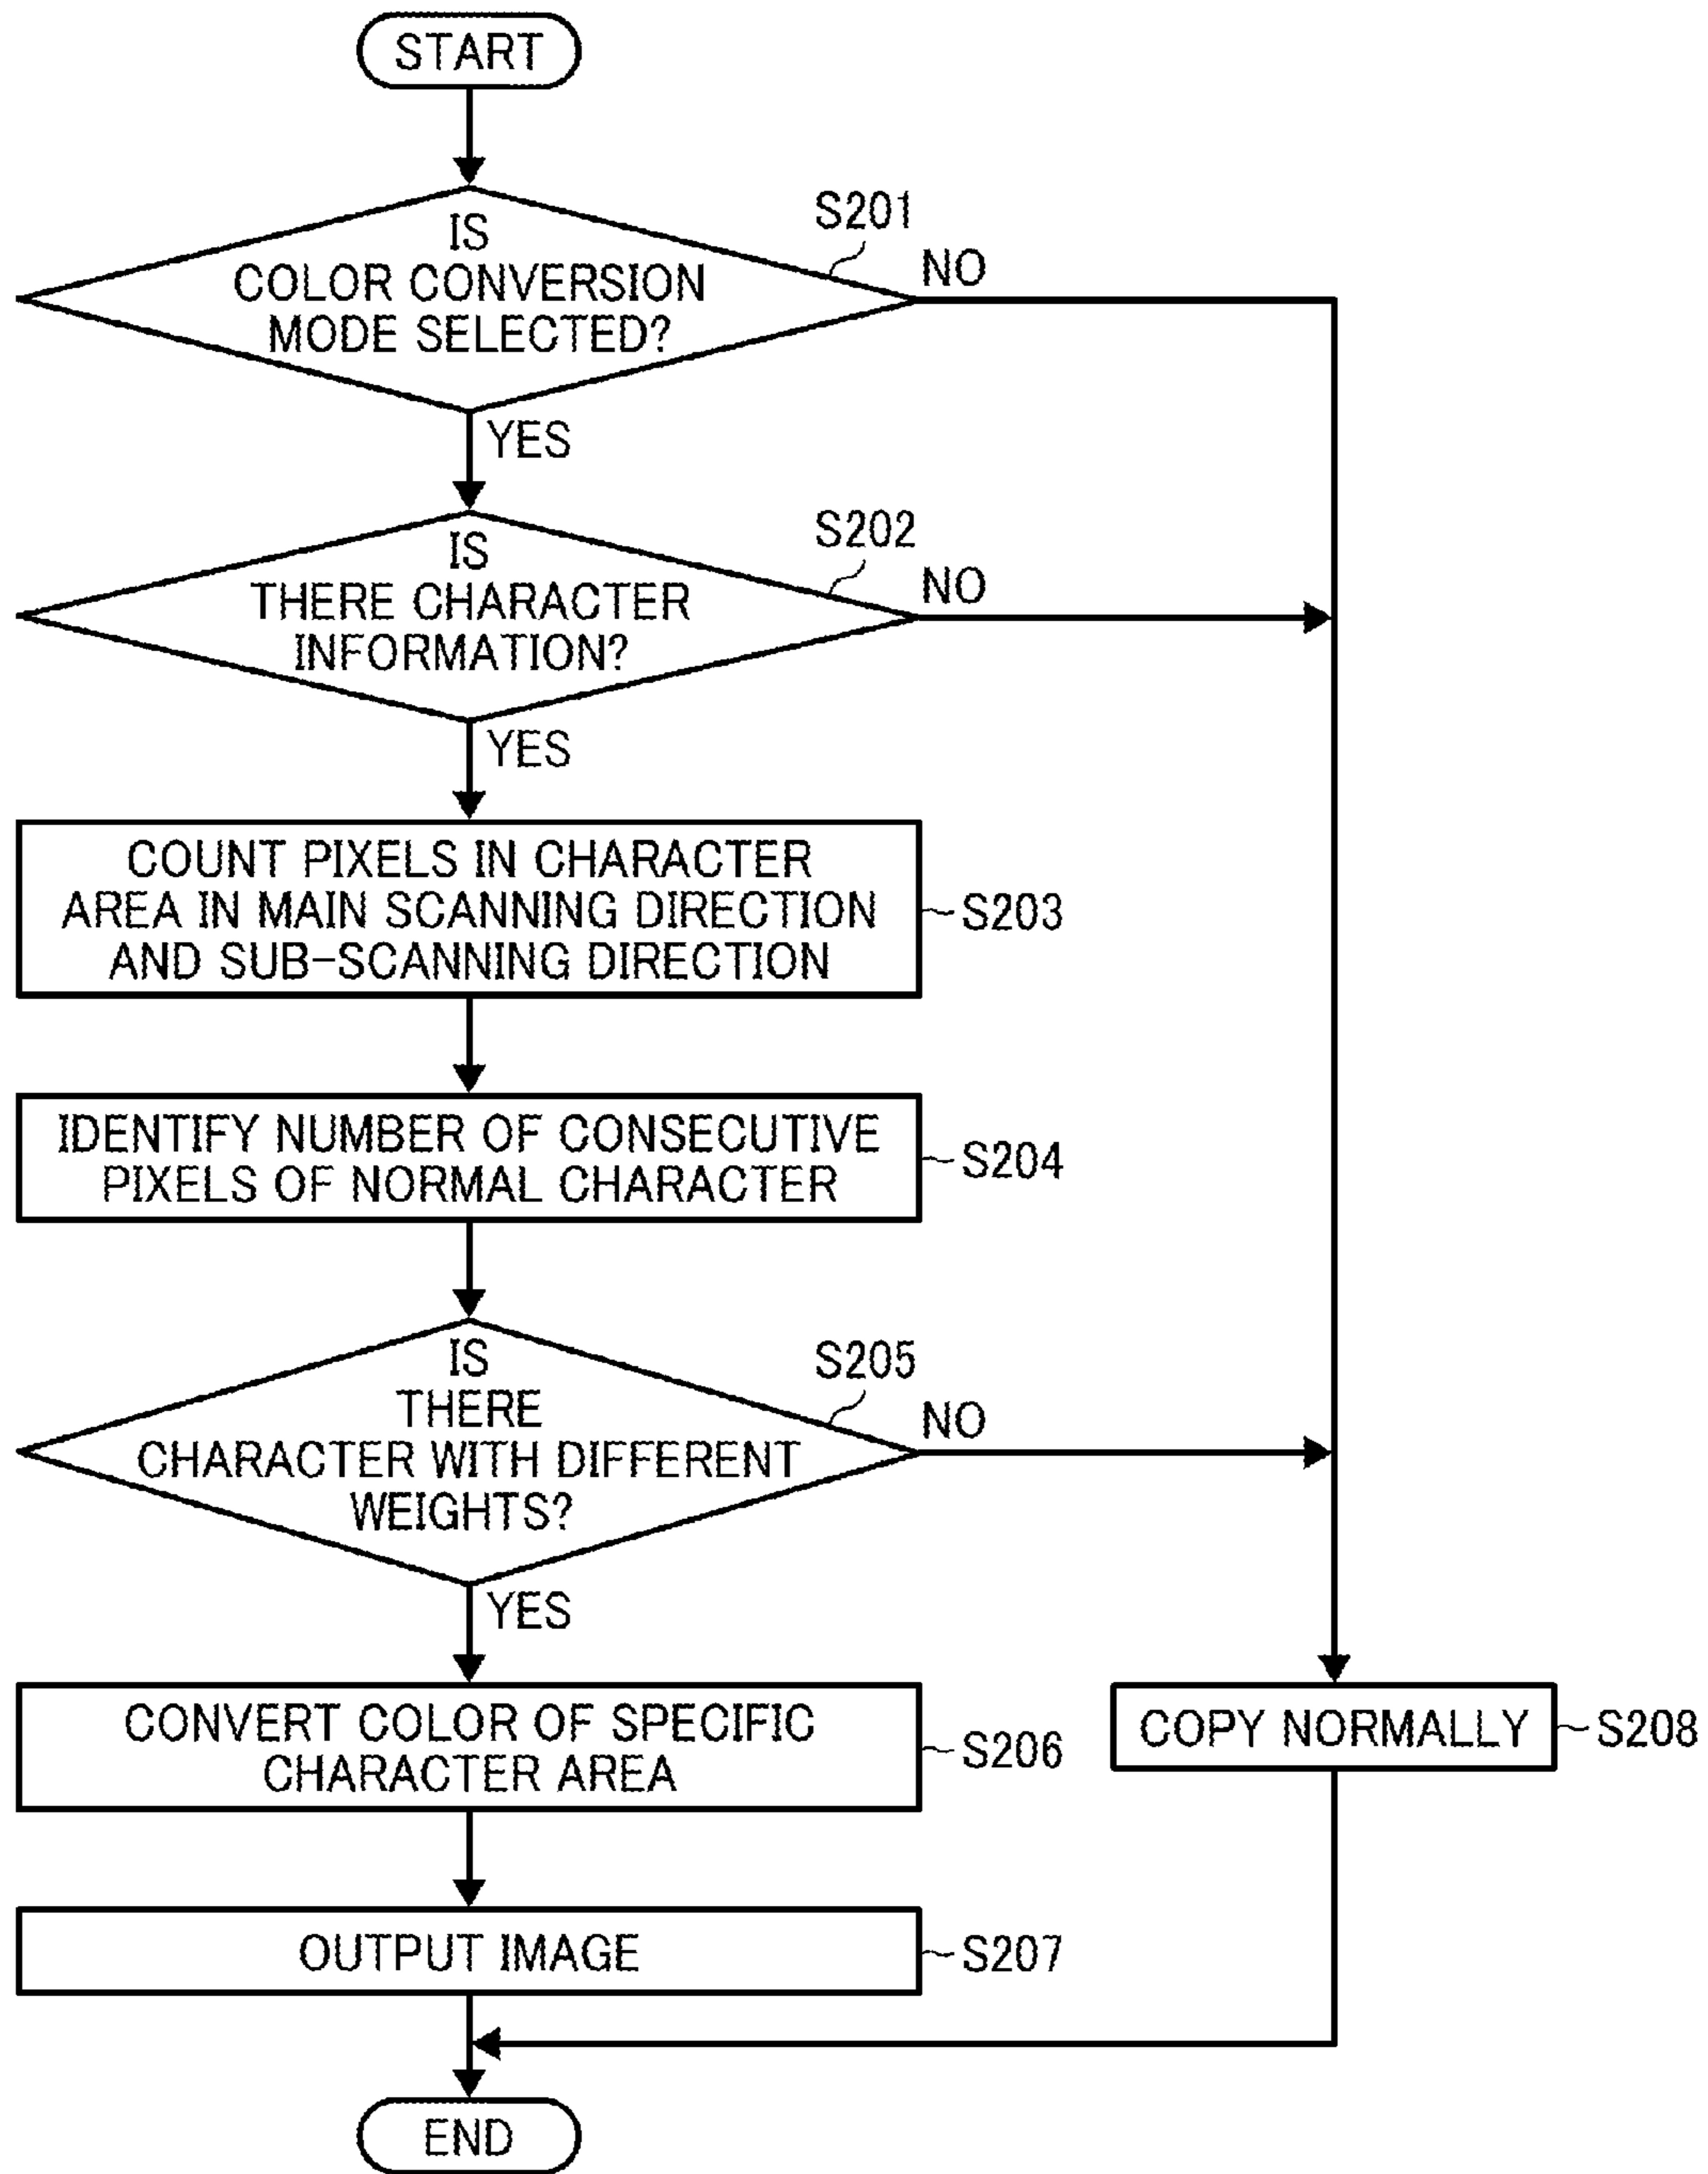 START
IS
COLOR CONVERSION
MODE SELECTED?
S201
NO
YES
IS
THERE CHARACTER
INFORMATION?
S202
NO
YES
COUNT PIXELS IN CHARACTER
AREA IN MAIN SCANNING DIRECTION
AND SUB-SCANNING DIRECTION
S203
IDENTIFY NUMBER OF CONSECUTIVE
PIXELS OF NORMAL CHARACTER
S204
IS
THERE
CHARACTER WITH DIFFERENT
WEIGHTS?
S205
NO
YES
CONVERT COLOR OF SPECIFIC
CHARACTER AREA
S206
COPY NORMALLY
S208
OUTPUT IMAGE
S207
END